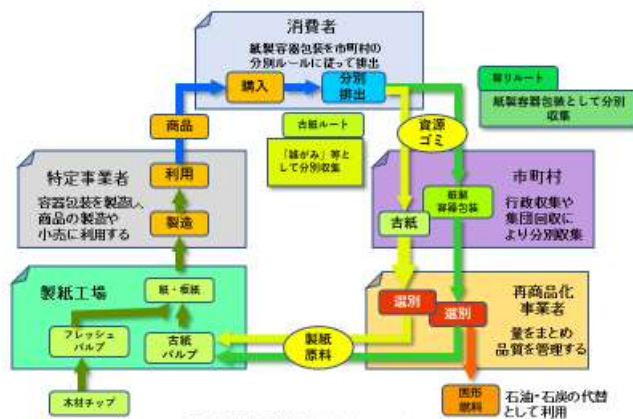 消費者
紙製容器包装を市町村の
分別ルールに従って排出
購入
分別
排出
容リルート
紙製容器包装として分別
収集
商品
古紙ルート
「雑がみ」等と
して分別収集
資源
ゴミ
特定事業者
容器包装を製造し
商品の製造や
小売に利用する
利用
製造
市町村
行政収集や
集団回収に
より分別収集
紙製
容器包装
古紙
製紙工場
紙・板紙
フレッシュ
パルプ
古紙
パルプ
木材チップ
製紙
原料
選別
選別
再商品化
事業者
量をまとめ
品質を管理する
固形
燃料
石油・石炭の代替
として利用